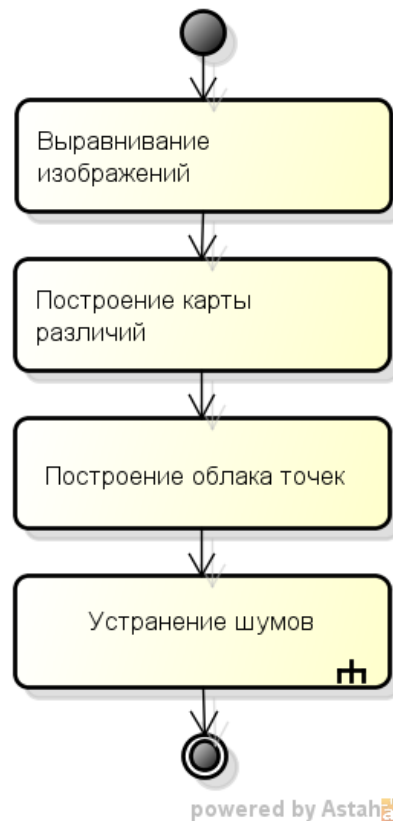 Выравнивание
изображений
Построение карты
различий
Построение облака точек
Устранение шумов
powered by Astah